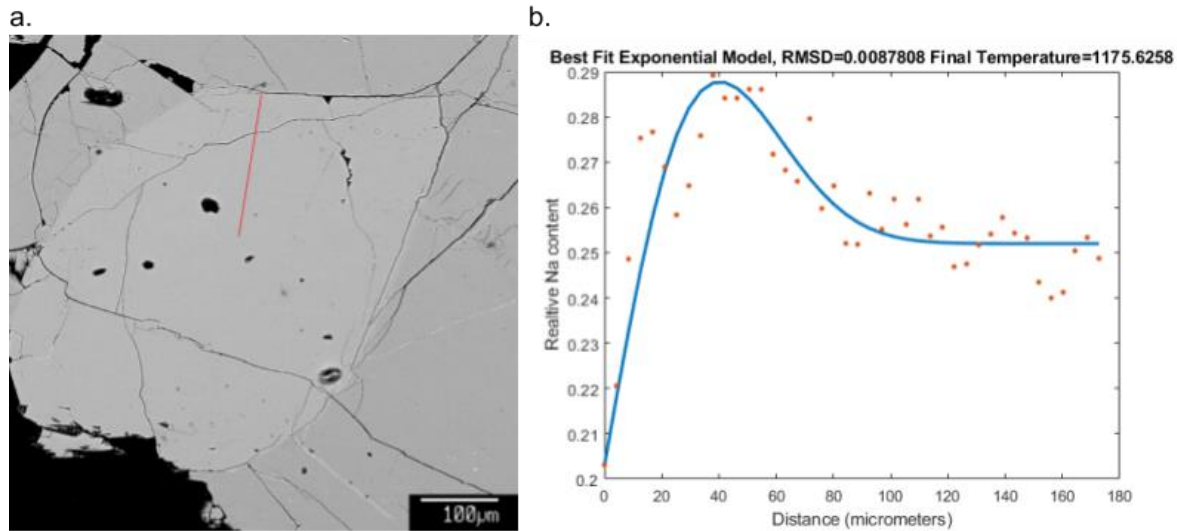 a.
100μm
b.
Best Fit Exponential Model, RMSD=0.0087808 Final Temperature=1175.6258
0.29
0.28
0.27
0.26
0.25
0.24
0.23
0.22
0.21
0.2
Realtive Na content
0 20 40 60 80 100 120 140 160 180
Distance (micrometers)